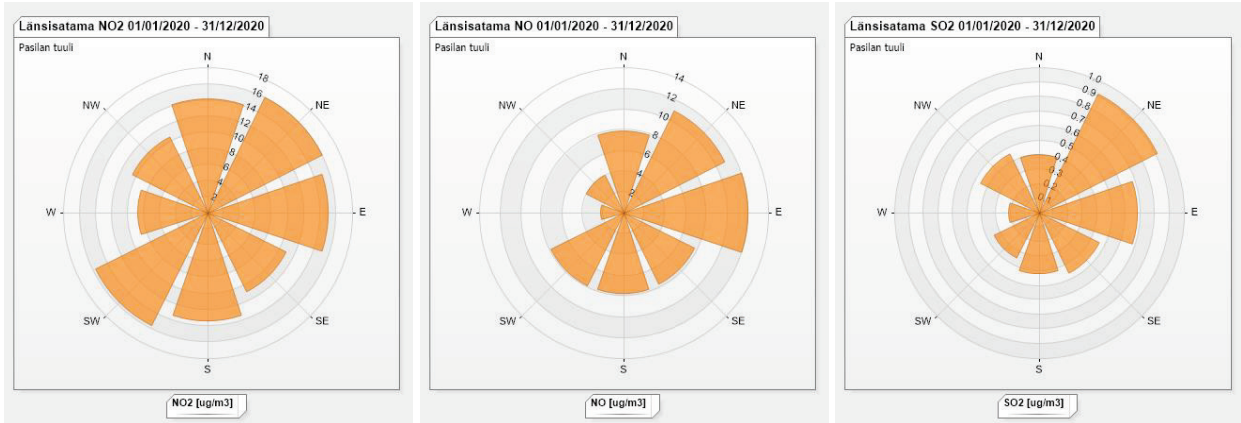 Länsisatama NO2 01/01/2020 - 31/12/2020
Pasilan tuuli
N
NE
E
SE
S
SW
W
NW
18
16
14
12
10
8
6
4
2
NO2 [ug/m3]
Länsisatama NO 01/01/2020 - 31/12/2020
Pasilan tuuli
N
NE
E
SE
S
SW
W
NW
14
12
10
8
6
4
2
NO [ug/m3]
Länsisatama SO2 01/01/2020 - 31/12/2020
Pasilan tuuli
N
NE
E
SE
S
SW
W
NW
1.0
0.9
0.8
0.7
0.6
0.5
0.4
0.3
0.2
0.1
SO2 [ug/m3]